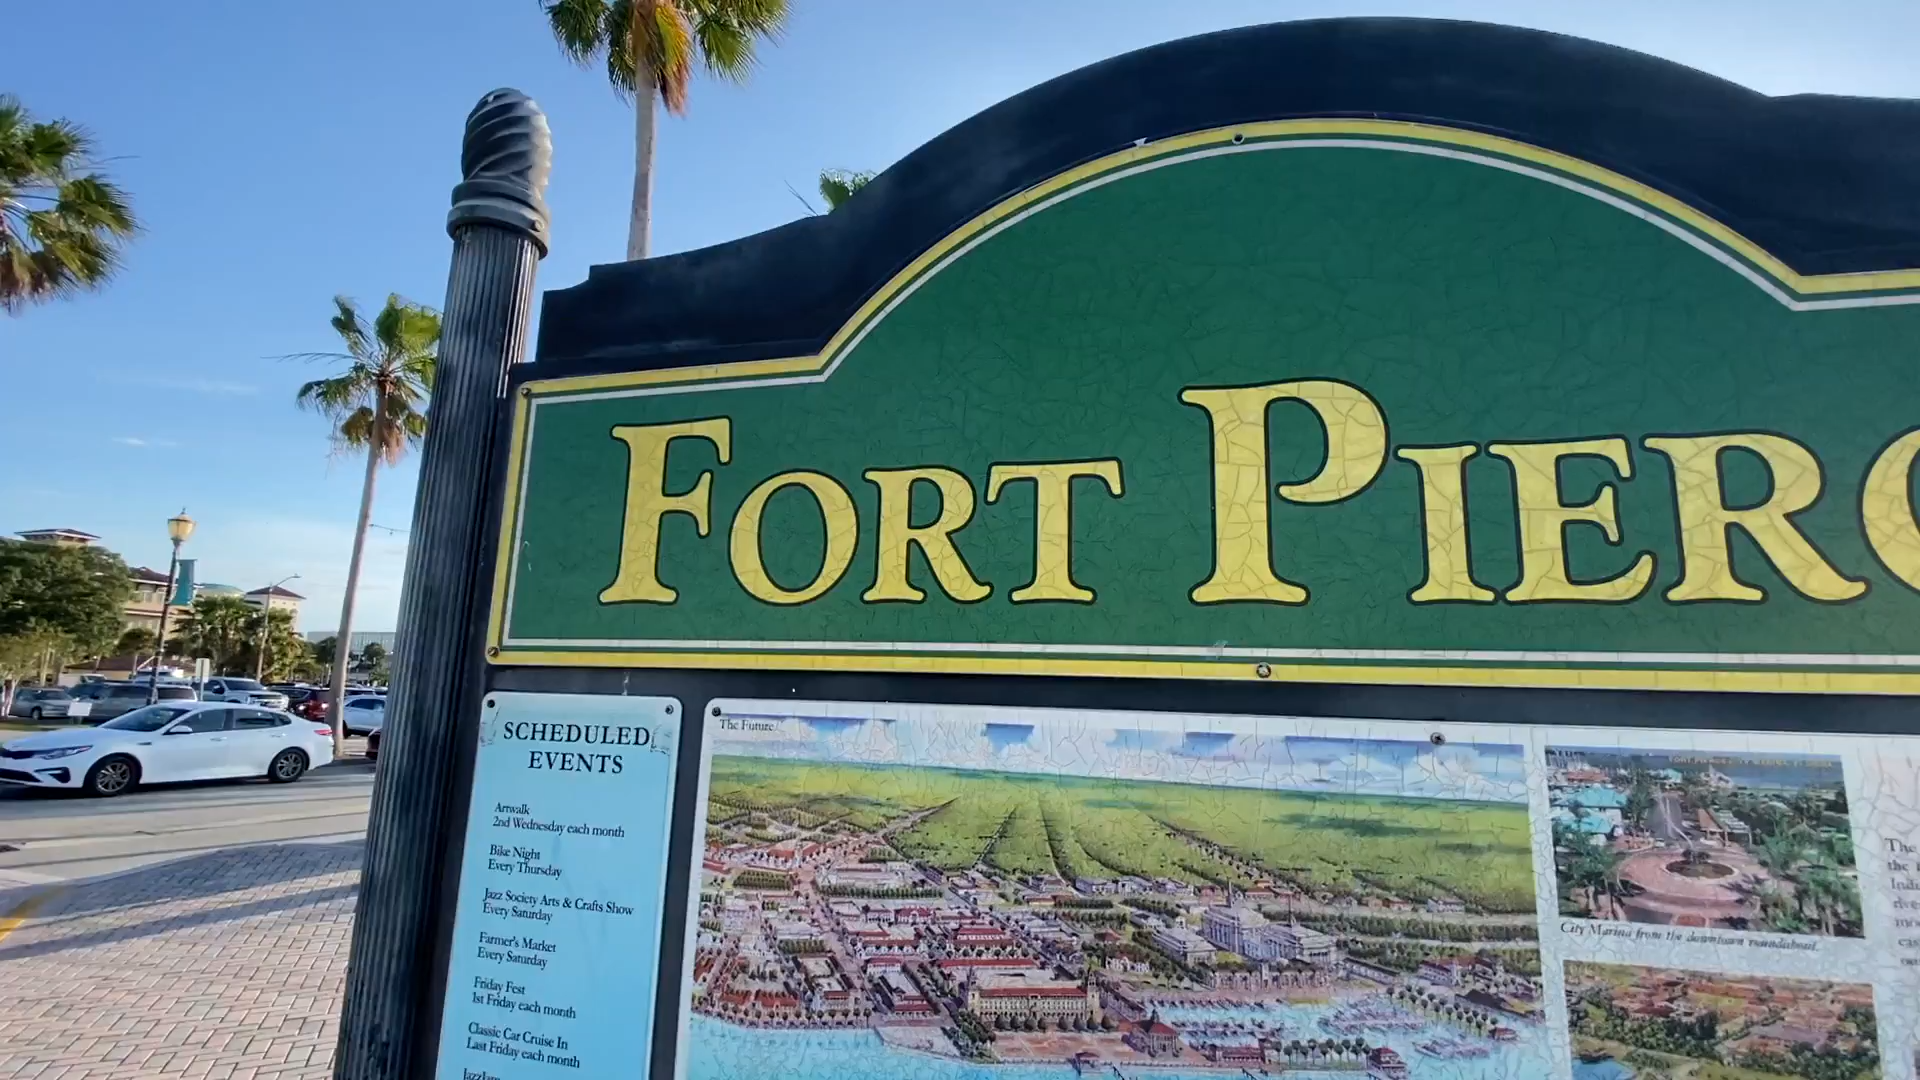 FORT PIERC
SCHEDULED
EVENTS
Artwalk
2nd Wednesday each month
Bike Night
Every Thursday
Jazz Society Arts & Crafts Show
Every Saturday
Farmer's Market
Every Saturday
Friday Fest
1st Friday each month
Classic Car Cruise In
Last Friday each month
The Future
City Marina from the downtown roundabout.
The
the